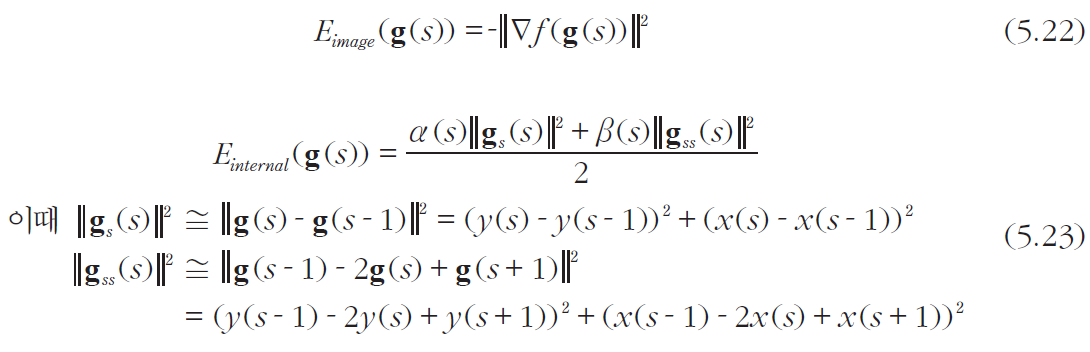 E_image(g(s)) = -‖∇f(g(s))‖² (5.22)
E_internal(g(s)) = (α(s)‖g_s(s)‖² + β(s)‖g_ss(s)‖²) / 2
이때 ‖g_s(s)‖² ≅ ‖g(s) - g(s - 1)‖² = (y(s) - y(s - 1))² + (x(s) - x(s - 1))²
(5.23)
‖g_ss(s)‖² ≅ ‖g(s - 1) - 2g(s) + g(s + 1)‖²
= (y(s - 1) - 2y(s) + y(s + 1))² + (x(s - 1) - 2x(s) + x(s + 1))²